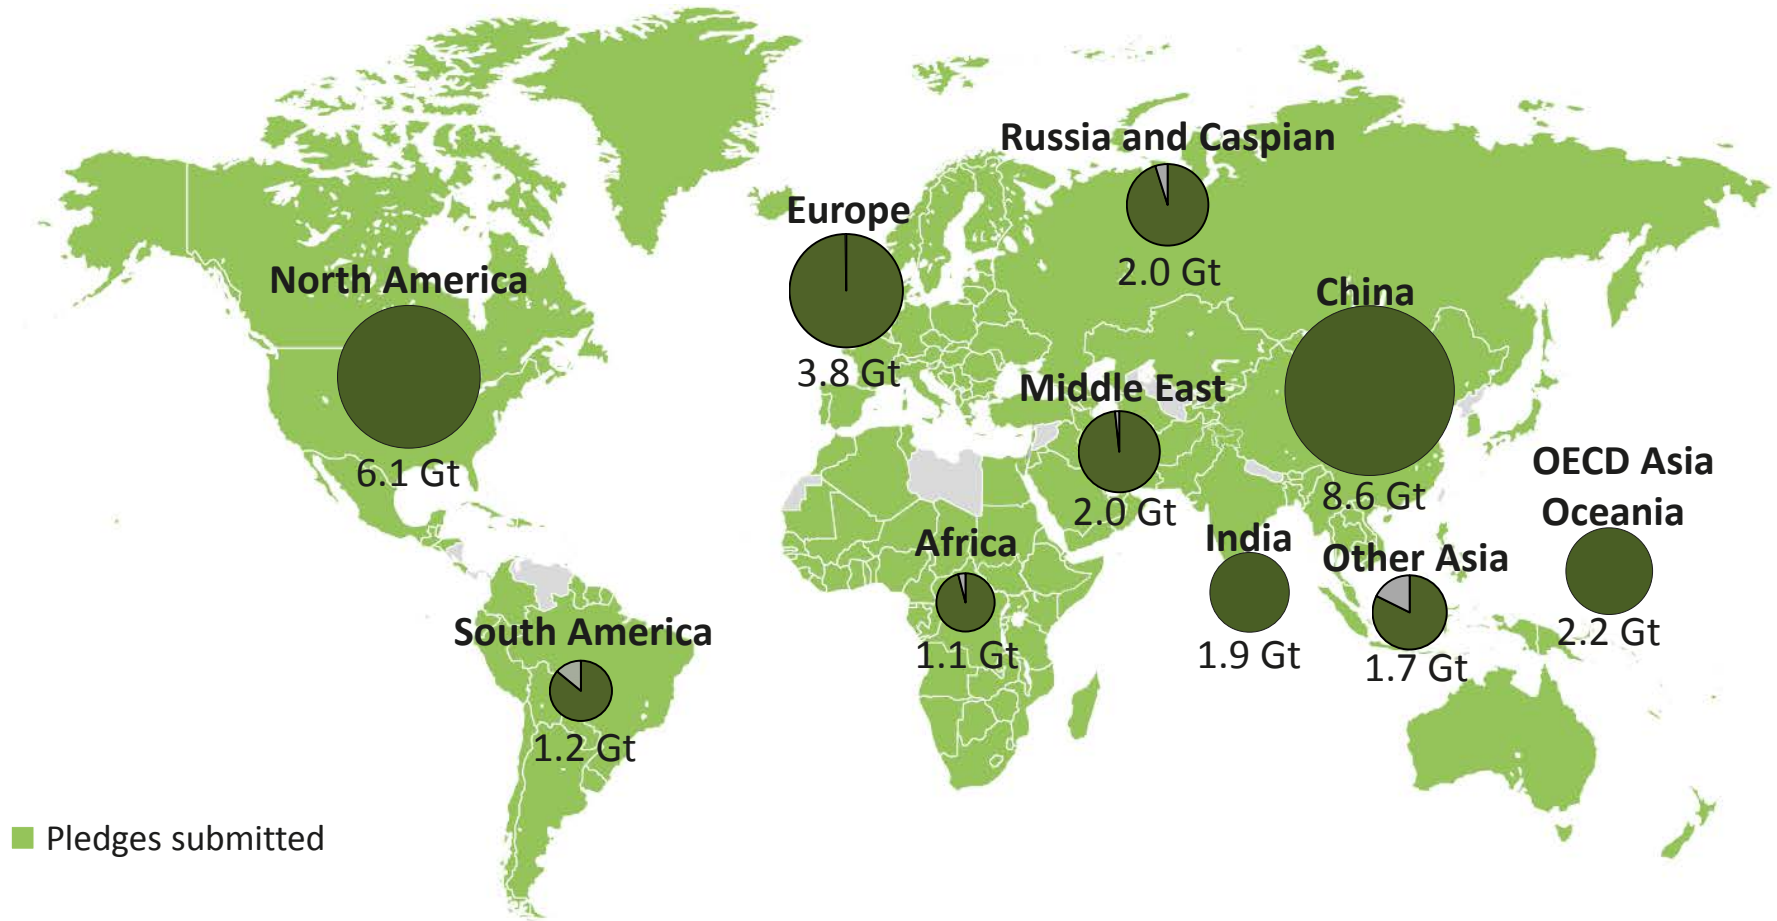 Russia and Caspian
2.0 Gt
Europe
3.8 Gt
North America
6.1 Gt
China
8.6 Gt
Middle East
2.0 Gt
OECD Asia
Oceania
2.2 Gt
Africa
1.1 Gt
India
1.9 Gt
Other Asia
1.7 Gt
South America
1.2 Gt
Pledges submitted